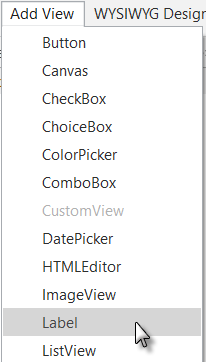 Add View WYSIWYG Design
Button
Canvas
CheckBox
ChoiceBox
ColorPicker
ComboBox
CustomView
DatePicker
HTMLEditor
ImageView
Label
ListView